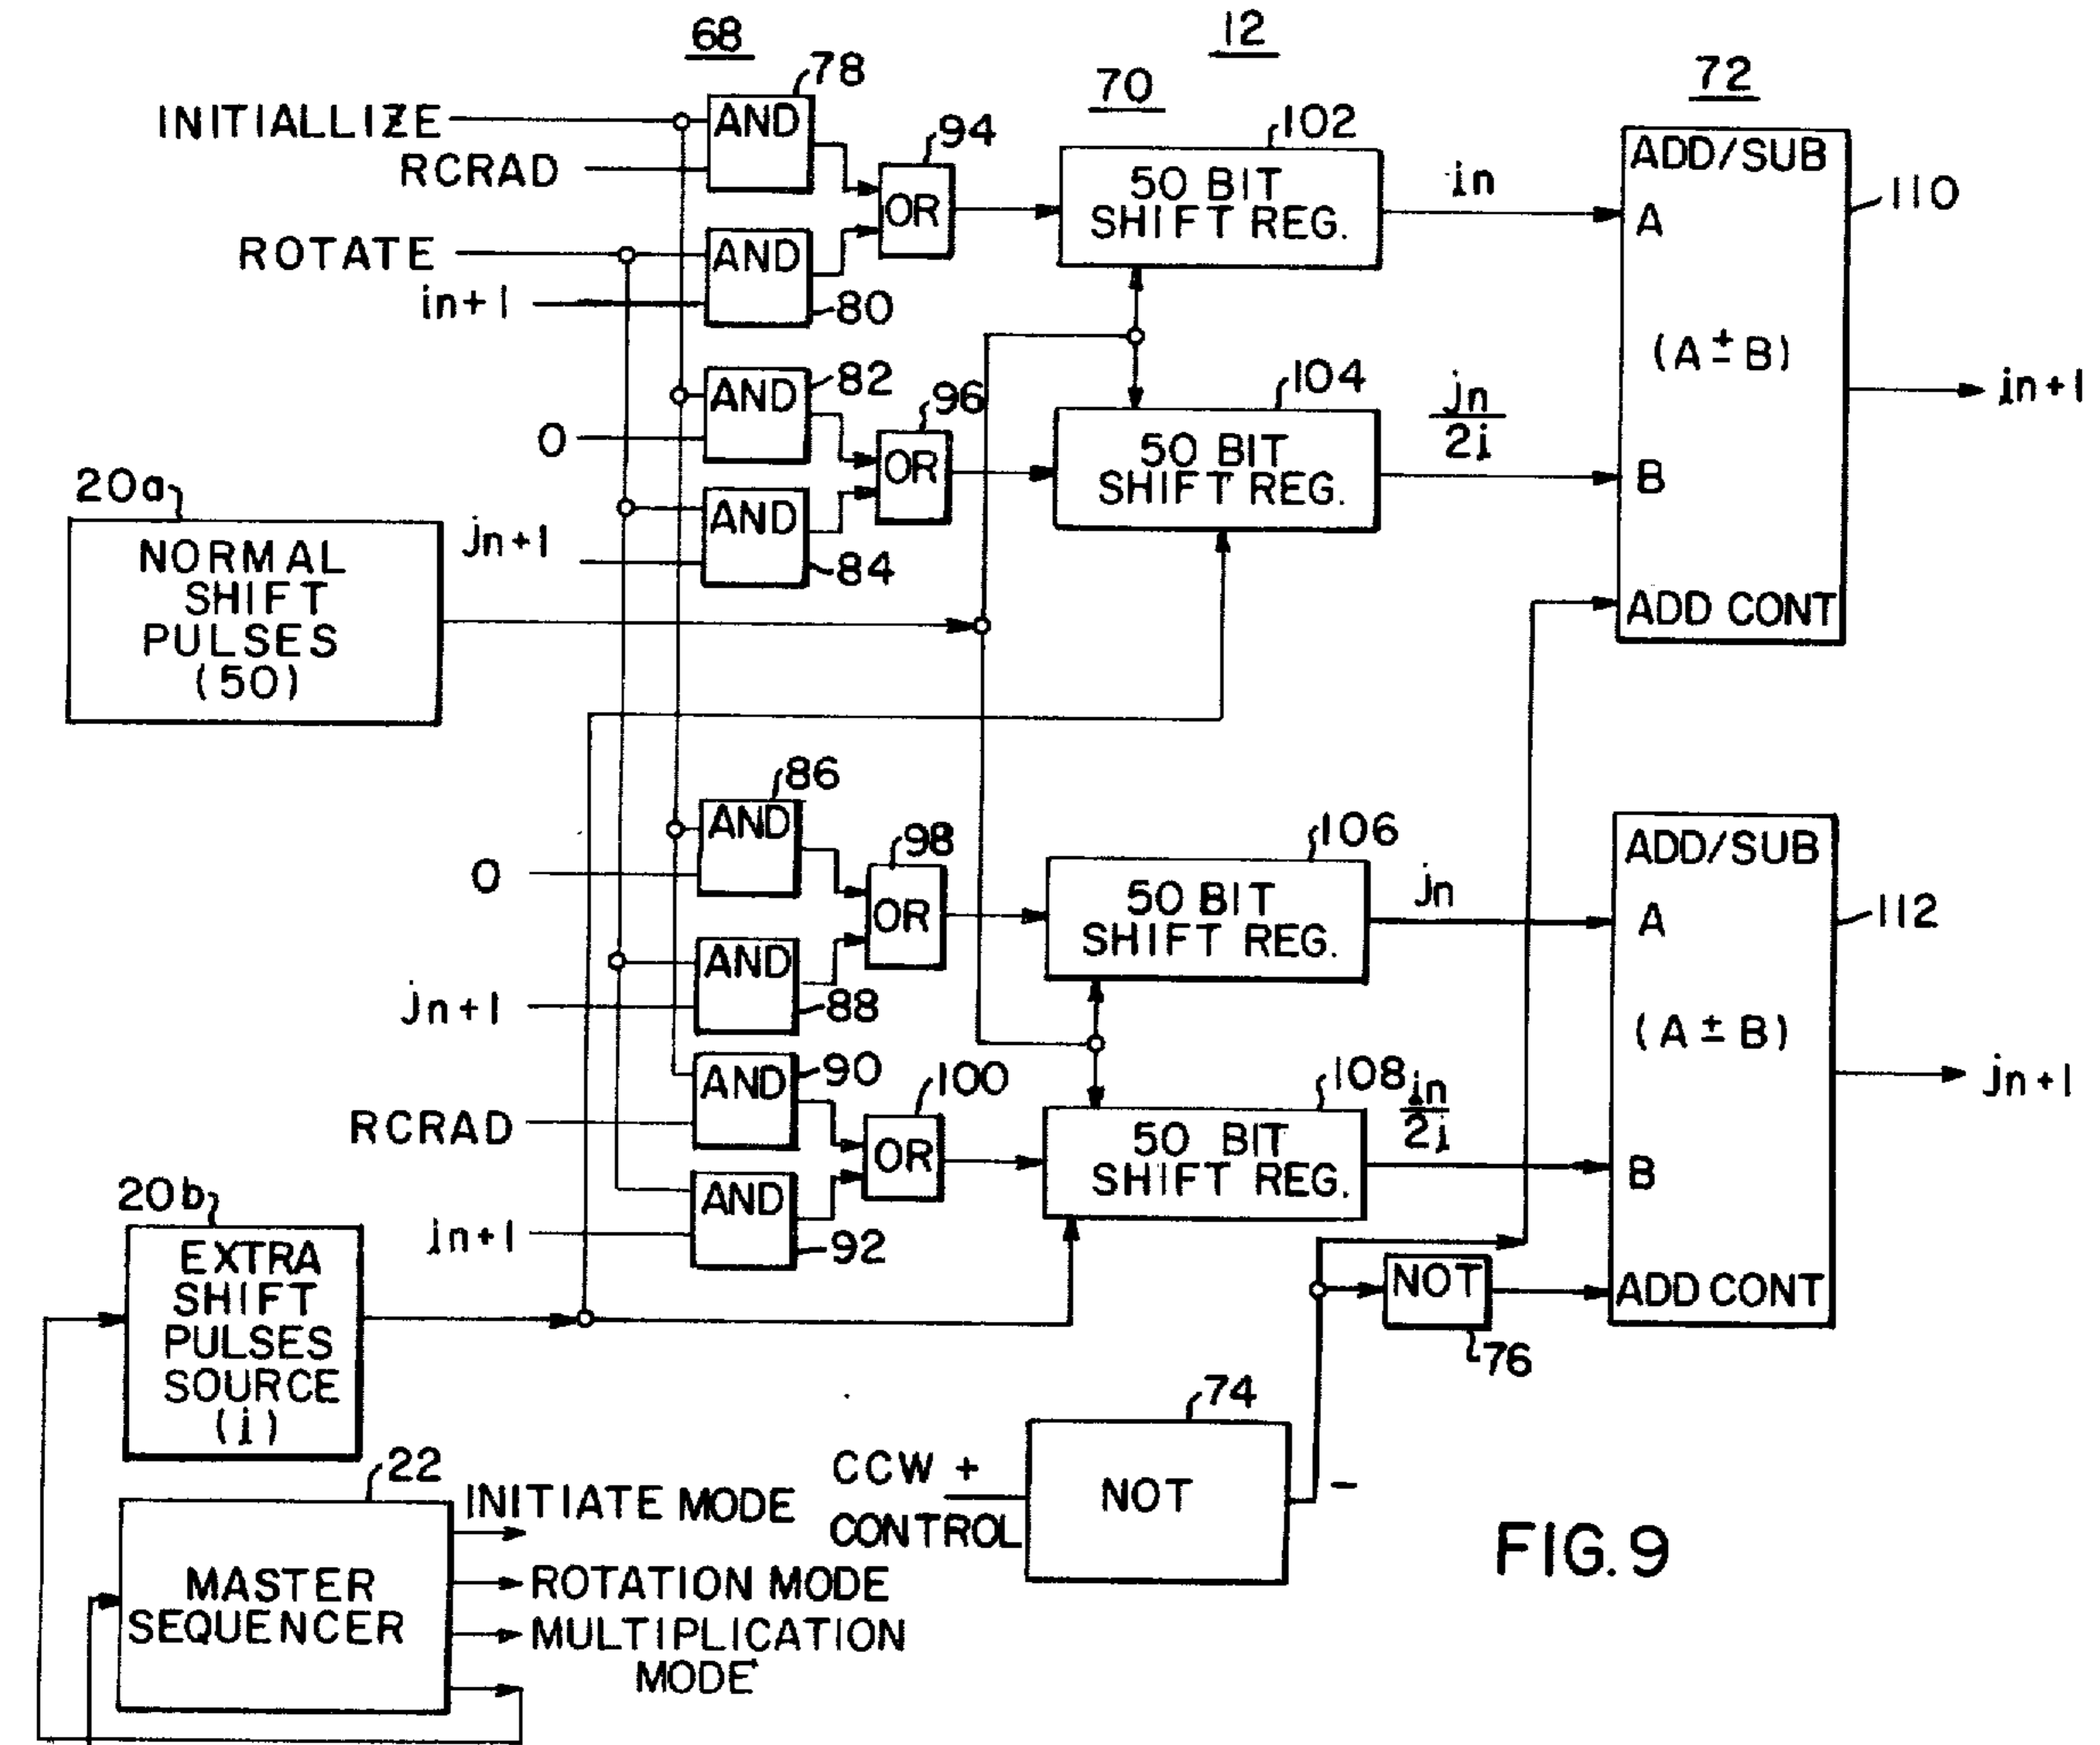 68
12
70
72
78
INITIALLIZE
AND
RCRAD
94
OR
102
50 BIT
SHIFT REG.
in
ADD/SUB
A
110
ROTATE
AND
in+1
80
(A ± B)
in+1
82
AND
0
96
OR
104
50 BIT
SHIFT REG.
jn
2i
B
20a
NORMAL
SHIFT
PULSES
(50)
jn+1
AND
84
ADD CONT
86
AND
0
98
OR
106
50 BIT
SHIFT REG.
jn
ADD/SUB
A
112
AND
jn+1
88
(A ± B)
jn+1
AND
90
RCRAD
100
OR
108
50 BIT
SHIFT REG.
in
2i
B
20b
EXTRA
SHIFT
PULSES
SOURCE
(i)
AND
in+1
92
NOT
76
ADD CONT
74
CCW +
CONTROL
NOT
-
22
MASTER
SEQUENCER
INITIATE MODE
ROTATION MODE
MULTIPLICATION
MODE
FIG. 9